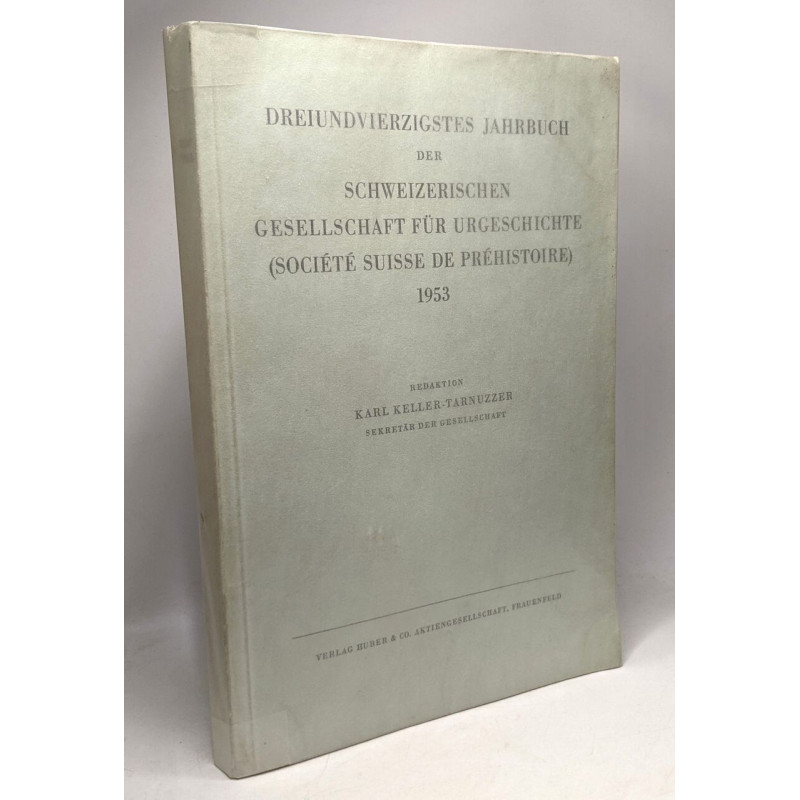 DREIUNDVIERZIGSTES JAHRBUCH
DER
SCHWEIZERISCHEN
GESELLSCHAFT FÜR URGESCHICHTE
(SOCIÉTÉ SUISSE DE PRÉHISTOIRE)
1953
REDAKTION
KARL KELLER-TARNUZZER
SEKRETÄR DER GESELLSCHAFT
VERLAG HUBER & CO. AKTIENGESELLSCHAFT, FRAUENFELD